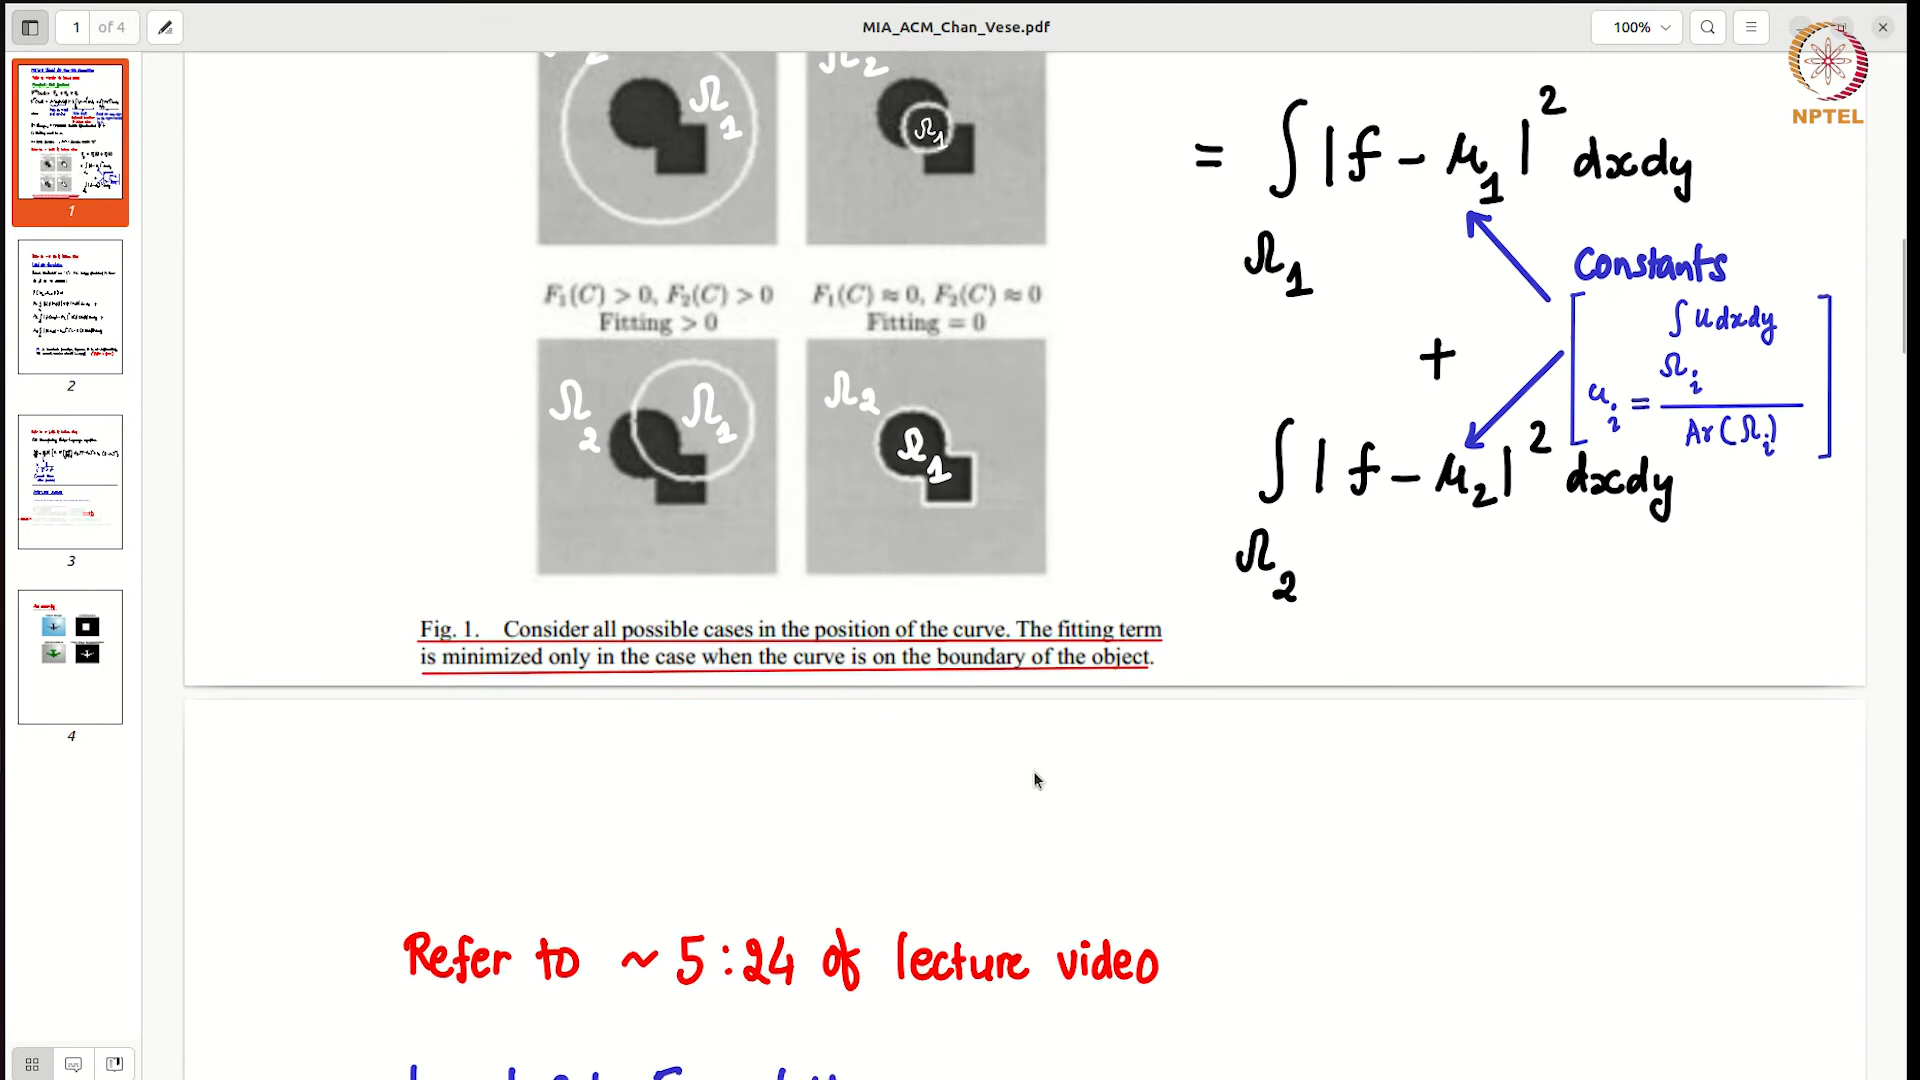 1 of 4
MIA_ACM_Chan_Vese.pdf
100%
NPTEL
Ω1
Ω2
Ω1
= ∫ | f - μ1 |² dxdy
Ω1
Constants
F₁(C) > 0, F₂(C) > 0
Fitting > 0
F₁(C) ≈ 0, F₂(C) ≈ 0
Fitting = 0
∫ u dxdy
Ωi
ui = 
Ar(Ωi)
+
Ω2
Ω1
Ω2
Ω1
∫ | f - μ2 |² dxdy
Ω2
Fig. 1. Consider all possible cases in the position of the curve. The fitting term
is minimized only in the case when the curve is on the boundary of the object.
Refer to ~ 5:24 of lecture video
1
2
3
4